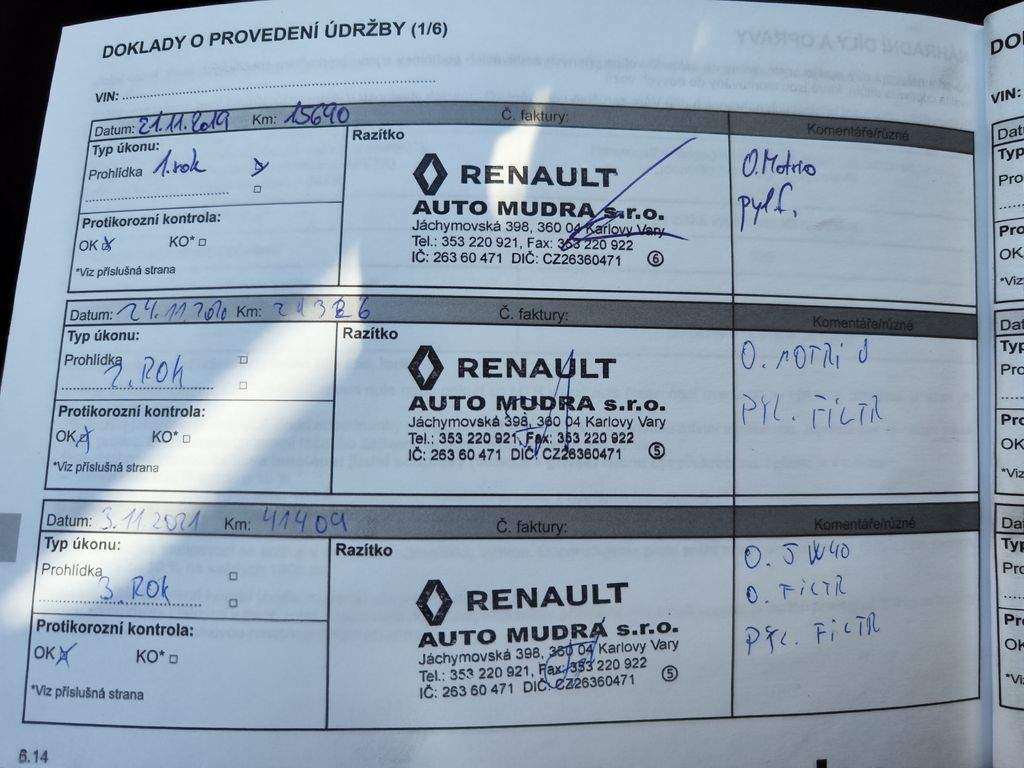 DOKLADY O PROVEDENÍ ÚDRŽBY (1/6)
VIN:
Datum: 21.11.2019 Km: 15690 Č. faktury: Komentáře/různé
Typ úkonu:
Prohlídka 1.rok
Protikorozní kontrola:
OK KO*
*Viz příslušná strana
Razítko
RENAULT
AUTO MUDRA s.r.o.
Jáchymovská 398, 360 04 Karlovy Vary
Tel.: 353 220 921, Fax: 353 220 922
IČ: 263 60 471 DIČ: CZ26360471 6
pyl f.
Datum: 24.11.2020 Km: Č. faktury: Komentáře/různé
Typ úkonu:
Prohlídka
2. ROK
Protikorozní kontrola:
OK KO*
*Viz příslušná strana
Razítko
RENAULT
AUTO MUDRA s.r.o.
Jáchymovská 398, 360 04 Karlovy Vary
Tel.: 353 220 921, Fax: 353 220 922
IČ: 263 60 471 DIČ: CZ26360471 5
PYL. FILTR
Datum: 3.11.2021 Km: 41409 Č. faktury: Komentáře/různé
Typ úkonu:
Prohlídka
3. ROK
Protikorozní kontrola:
OK KO*
*Viz příslušná strana
Razítko
RENAULT
AUTO MUDRA s.r.o.
Jáchymovská 398, 360 04 Karlovy Vary
Tel.: 353 220 921, Fax: 353 220 922
IČ: 263 60 471 DIČ: CZ26360471 5
O. 5W40
O. FILTR
PYL. FILTR
6.14
VIN: